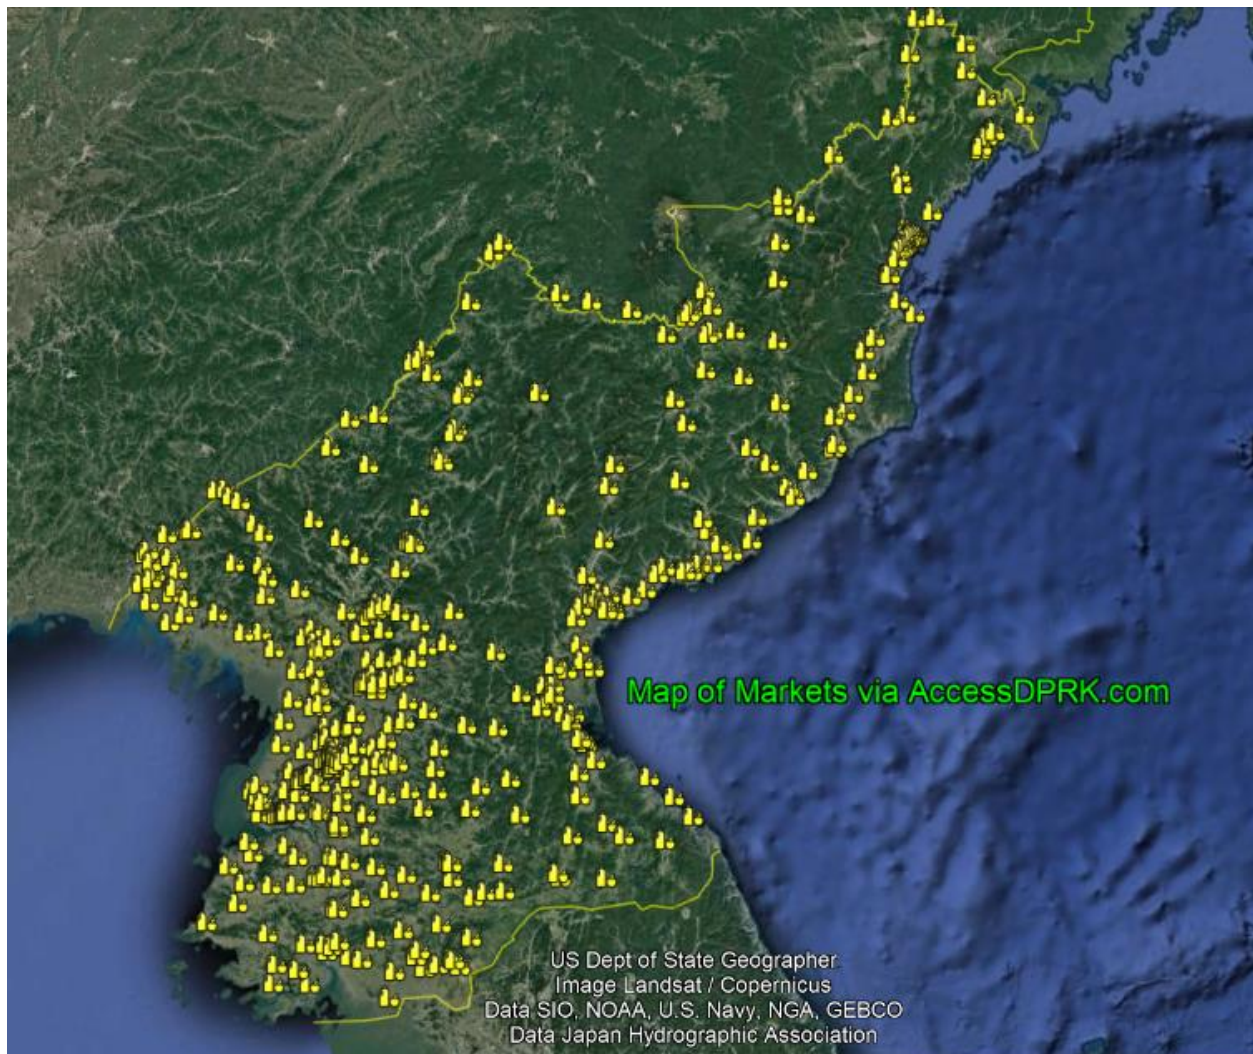 Map of Markets via AccessDPRK.com
US Dept of State Geographer
Image Landsat / Copernicus
Data SIO, NOAA, U.S. Navy, NGA, GEBCO
Data Japan Hydrographic Association